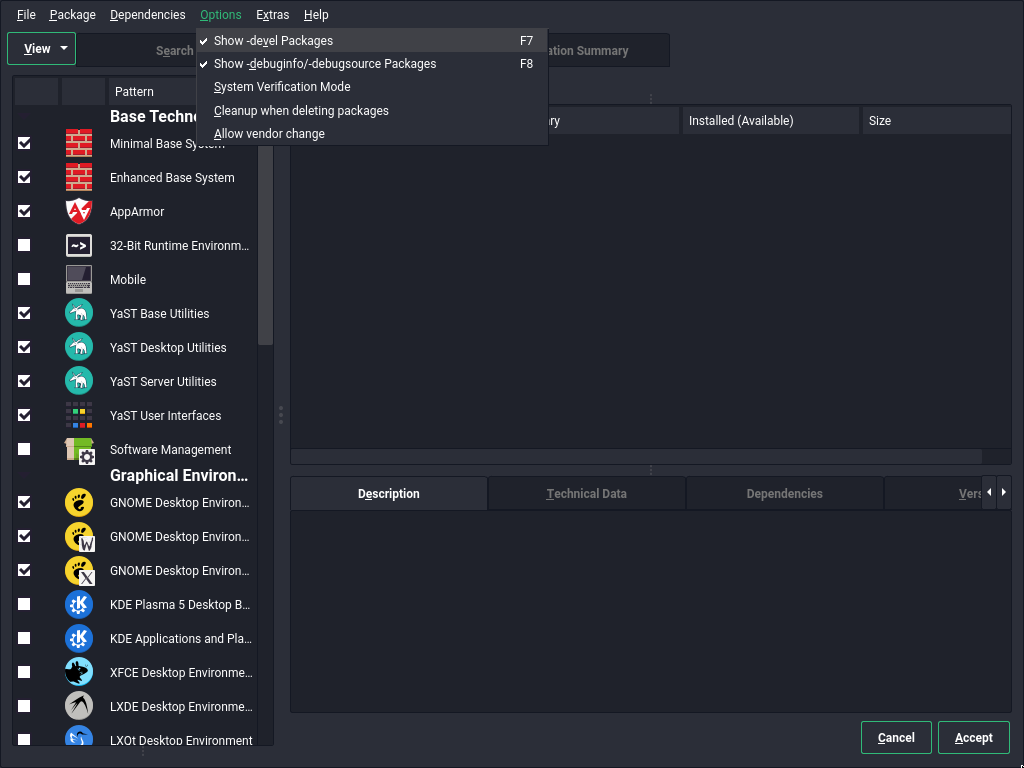 File Package Dependencies Options Extras Help
View
Search
ation Summary
Show -devel Packages F7
Show -debuginfo/-debugsource Packages F8
System Verification Mode
Cleanup when deleting packages
Allow vendor change
Pattern
ry Installed (Available) Size
Base Techno
Minimal Base System
Enhanced Base System
AppArmor
32-Bit Runtime Environm...
~>
Mobile
YaST Base Utilities
YaST Desktop Utilities
YaST Server Utilities
YaST User Interfaces
Software Management
Graphical Environ...
GNOME Desktop Environ...
GNOME Desktop Environ...
W
GNOME Desktop Environ...
X
KDE Plasma 5 Desktop B...
KDE Applications and Pla...
XFCE Desktop Environme...
LXDE Desktop Environme...
LXQt Desktop Environment
Description Technical Data Dependencies Vers
Cancel Accept